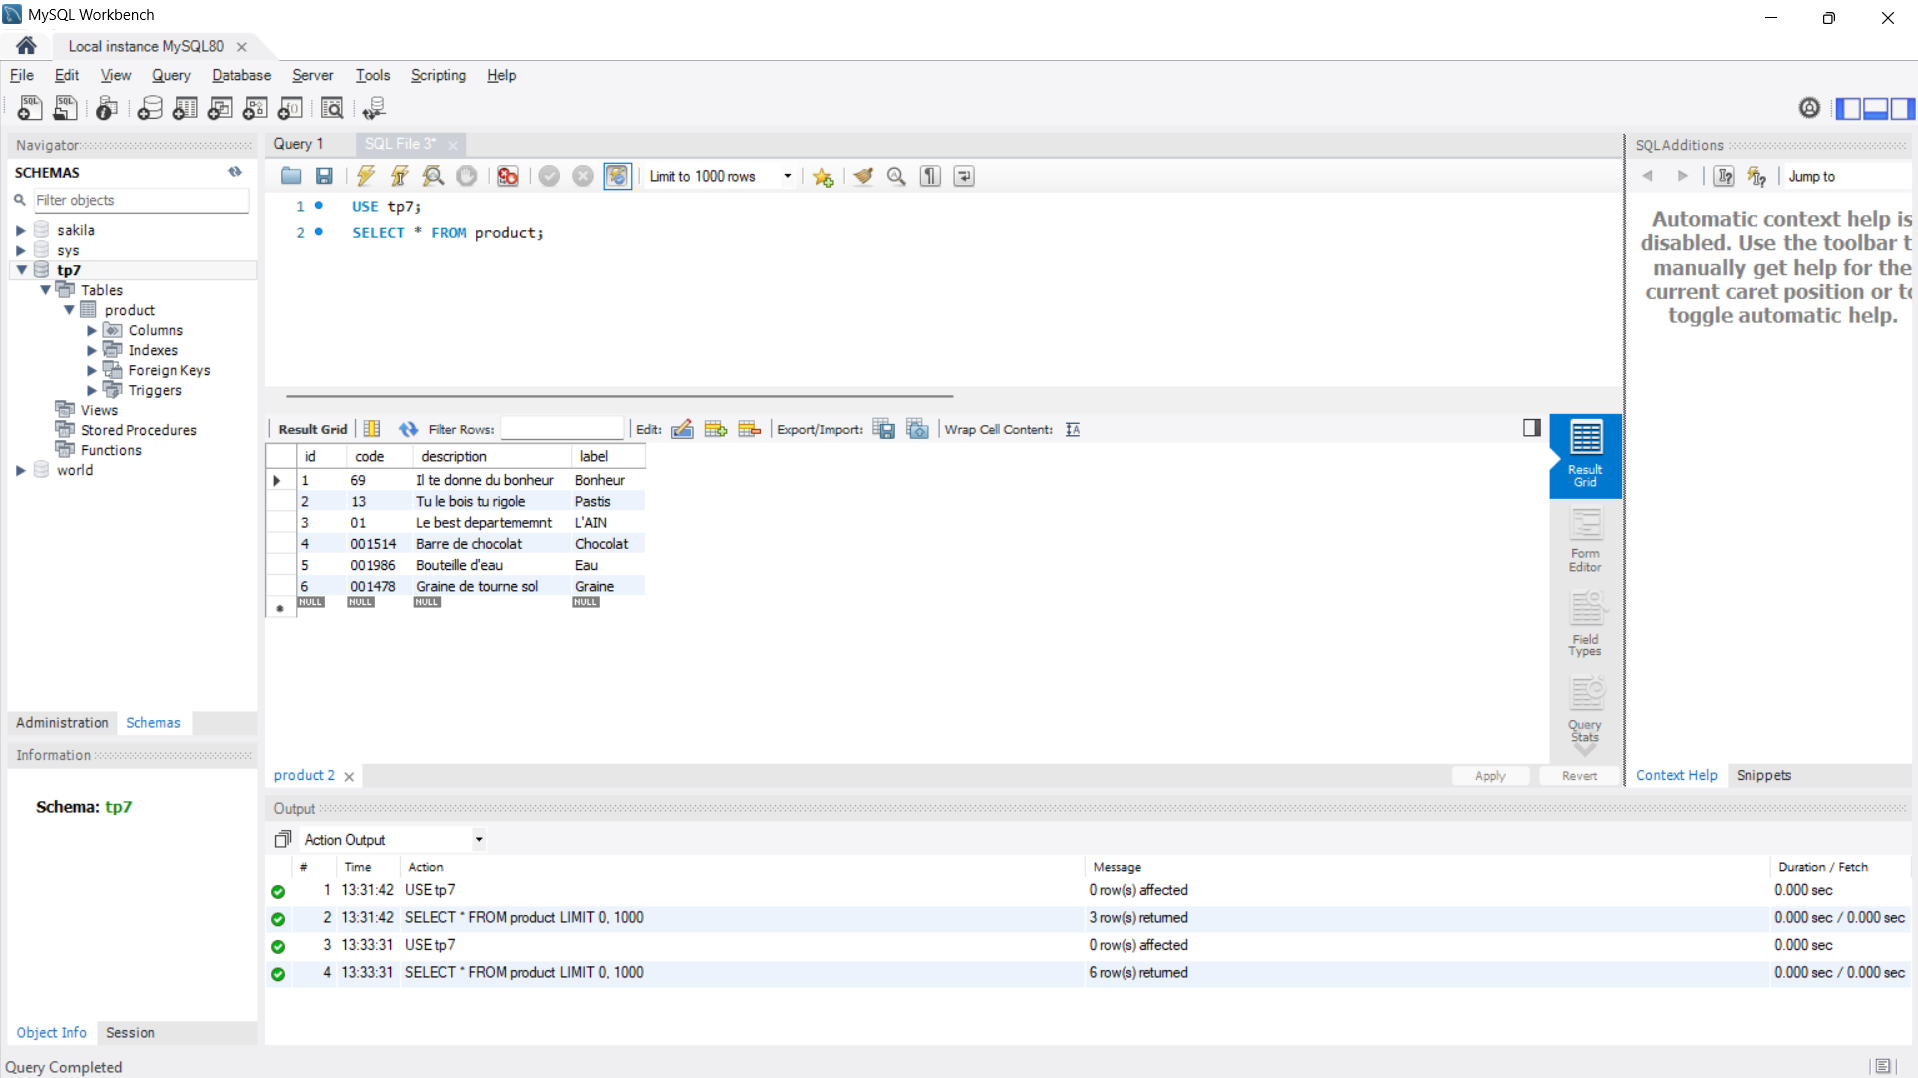 MySQL Workbench
Local instance MySQL80
File Edit View Query Database Server Tools Scripting Help
Navigator
SCHEMAS
Filter objects
sakila
sys
tp7
Tables
product
Columns
Indexes
Foreign Keys
Triggers
Views
Stored Procedures
Functions
world
Administration Schemas
Information
Schema: tp7
Object Info Session
Query 1 SQL File 3*
Limit to 1000 rows
1 USE tp7;
2 SELECT * FROM product;
Result Grid Filter Rows: Edit: Export/Import: Wrap Cell Content:
id code description label
1 69 Il te donne du bonheur Bonheur
2 13 Tu le bois tu rigole Pastis
3 01 Le best departememnt L'AIN
4 001514 Barre de chocolat Chocolat
5 001986 Bouteille d'eau Eau
6 001478 Graine de tourne sol Graine
NULL NULL NULL NULL
Result
Grid
Form
Editor
Field
Types
Query
Stats
product 2
Apply Revert
SQLAdditions
Jump to
Automatic context help is
disabled. Use the toolbar t
manually get help for the
current caret position or to
toggle automatic help.
Context Help Snippets
Output
Action Output
# Time Action Message Duration / Fetch
1 13:31:42 USE tp7 0 row(s) affected 0.000 sec
2 13:31:42 SELECT * FROM product LIMIT 0, 1000 3 row(s) returned 0.000 sec / 0.000 sec
3 13:33:31 USE tp7 0 row(s) affected 0.000 sec
4 13:33:31 SELECT * FROM product LIMIT 0, 1000 6 row(s) returned 0.000 sec / 0.000 sec
Query Completed